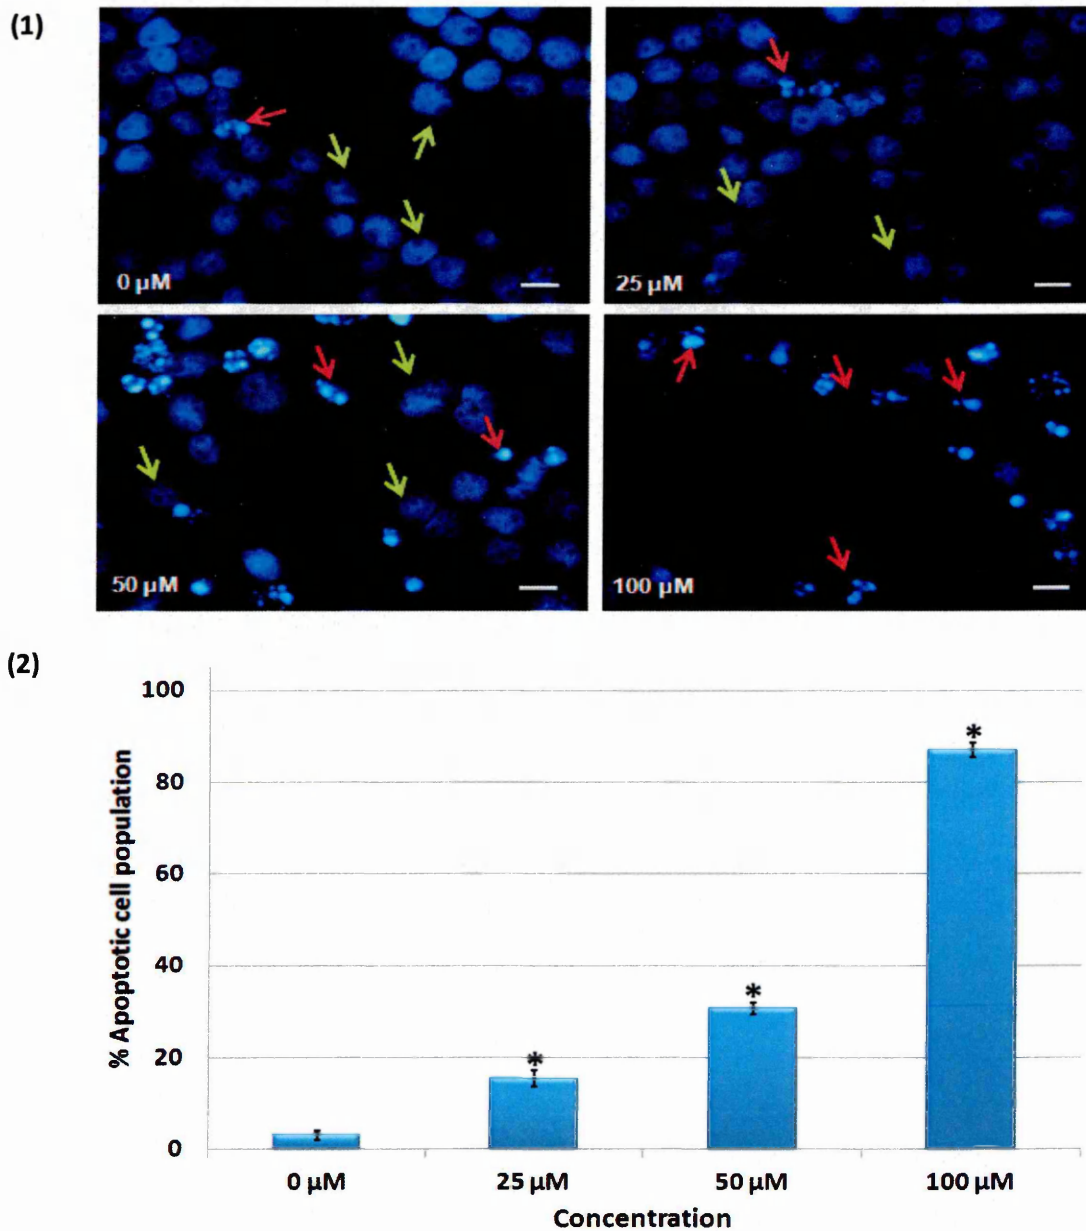 (1)
0 µM
25 µM
50 µM
100 µM
(2)
% Apoptotic cell population
100
80
60
40
20
0
*
*
*
0 µM
25 µM
50 µM
100 µM
Concentration